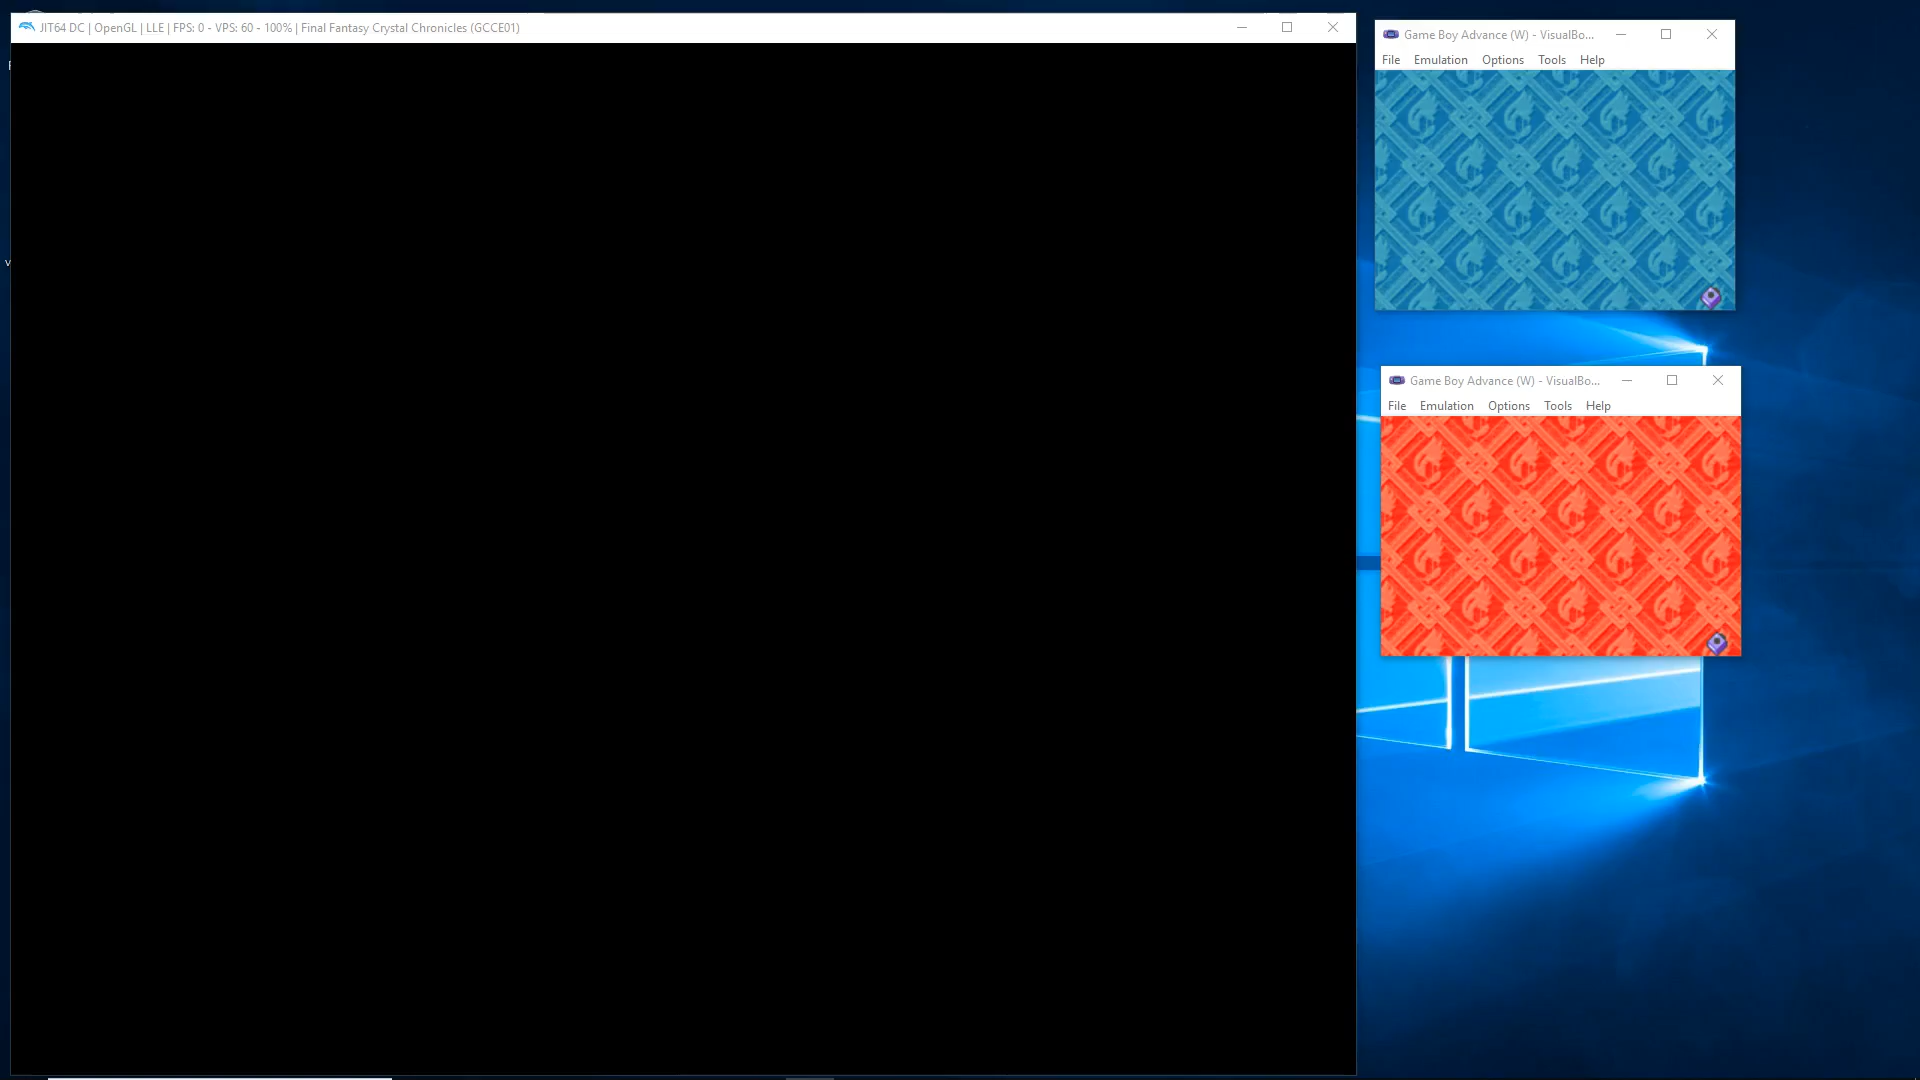 JIT64 DC | OpenGL | LLE | FPS: 0 - VPS: 60 - 100% | Final Fantasy Crystal Chronicles (GCCE01)
Game Boy Advance (W) - VisualBo...
File Emulation Options Tools Help
Game Boy Advance (W) - VisualBo...
File Emulation Options Tools Help